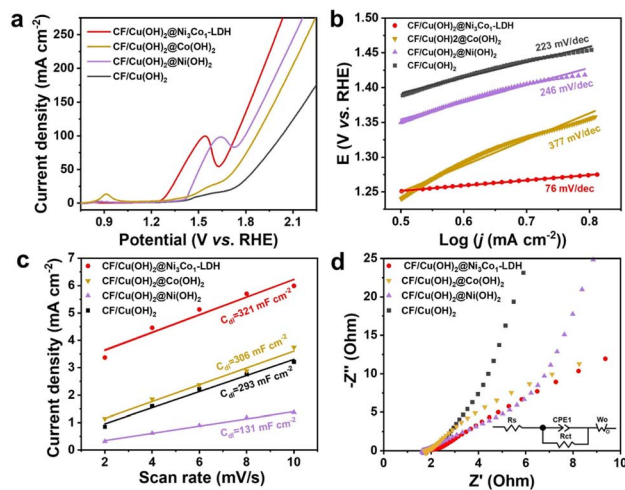 a
CF/Cu(OH)₂@Ni₃Co₁-LDH
CF/Cu(OH)₂@Co(OH)₂
CF/Cu(OH)₂@Ni(OH)₂
CF/Cu(OH)₂
Current density (mA cm⁻²)
250
200
150
100
50
0
0.9 1.2 1.5 1.8 2.1
Potential (V vs. RHE)
b
CF/Cu(OH)₂@Ni₃Co₁-LDH
CF/Cu(OH)2@Co(OH)₂
CF/Cu(OH)₂@Ni(OH)₂
CF/Cu(OH)₂
223 mV/dec
246 mV/dec
377 mV/dec
76 mV/dec
E (V vs. RHE)
1.50
1.45
1.40
1.35
1.30
1.25
0.5 0.6 0.7 0.8
Log (j (mA cm⁻²)
c
CF/Cu(OH)₂@Ni₃Co₁-LDH
CF/Cu(OH)₂@Co(OH)₂
CF/Cu(OH)₂@Ni(OH)₂
CF/Cu(OH)₂
Cdl=321 mF cm⁻²
Cdl=306 mF cm⁻²
Cdl=293 mF cm⁻²
Cdl=131 mF cm⁻²
Current density (mA cm⁻²)
10
8
6
4
2
0
2 4 6 8 10
Scan rate (mV/s)
d
CF/Cu(OH)₂@Ni₃Co₁-LDH
CF/Cu(OH)₂@Co(OH)₂
CF/Cu(OH)₂@Ni(OH)₂
CF/Cu(OH)₂
-Z'' (Ohm)
25
20
15
10
5
0
Rs CPE1 Wo
Rct
0 2 4 6 8 10
Z' (Ohm)